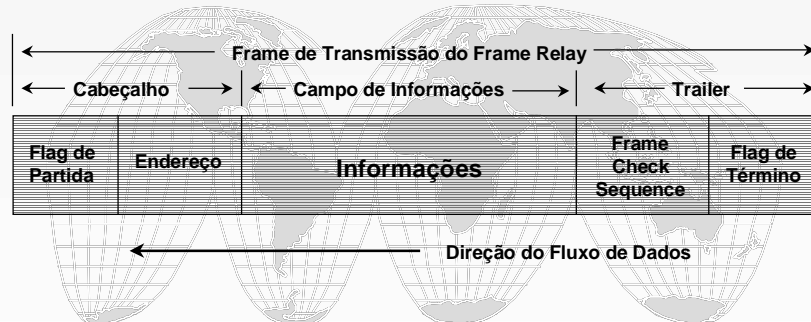 Frame de Transmissão do Frame Relay
Cabeçalho
Campo de Informações
Trailer
Flag de
Partida
Endereço
Informações
Frame
Check
Sequence
Flag de
Término
Direção do Fluxo de Dados